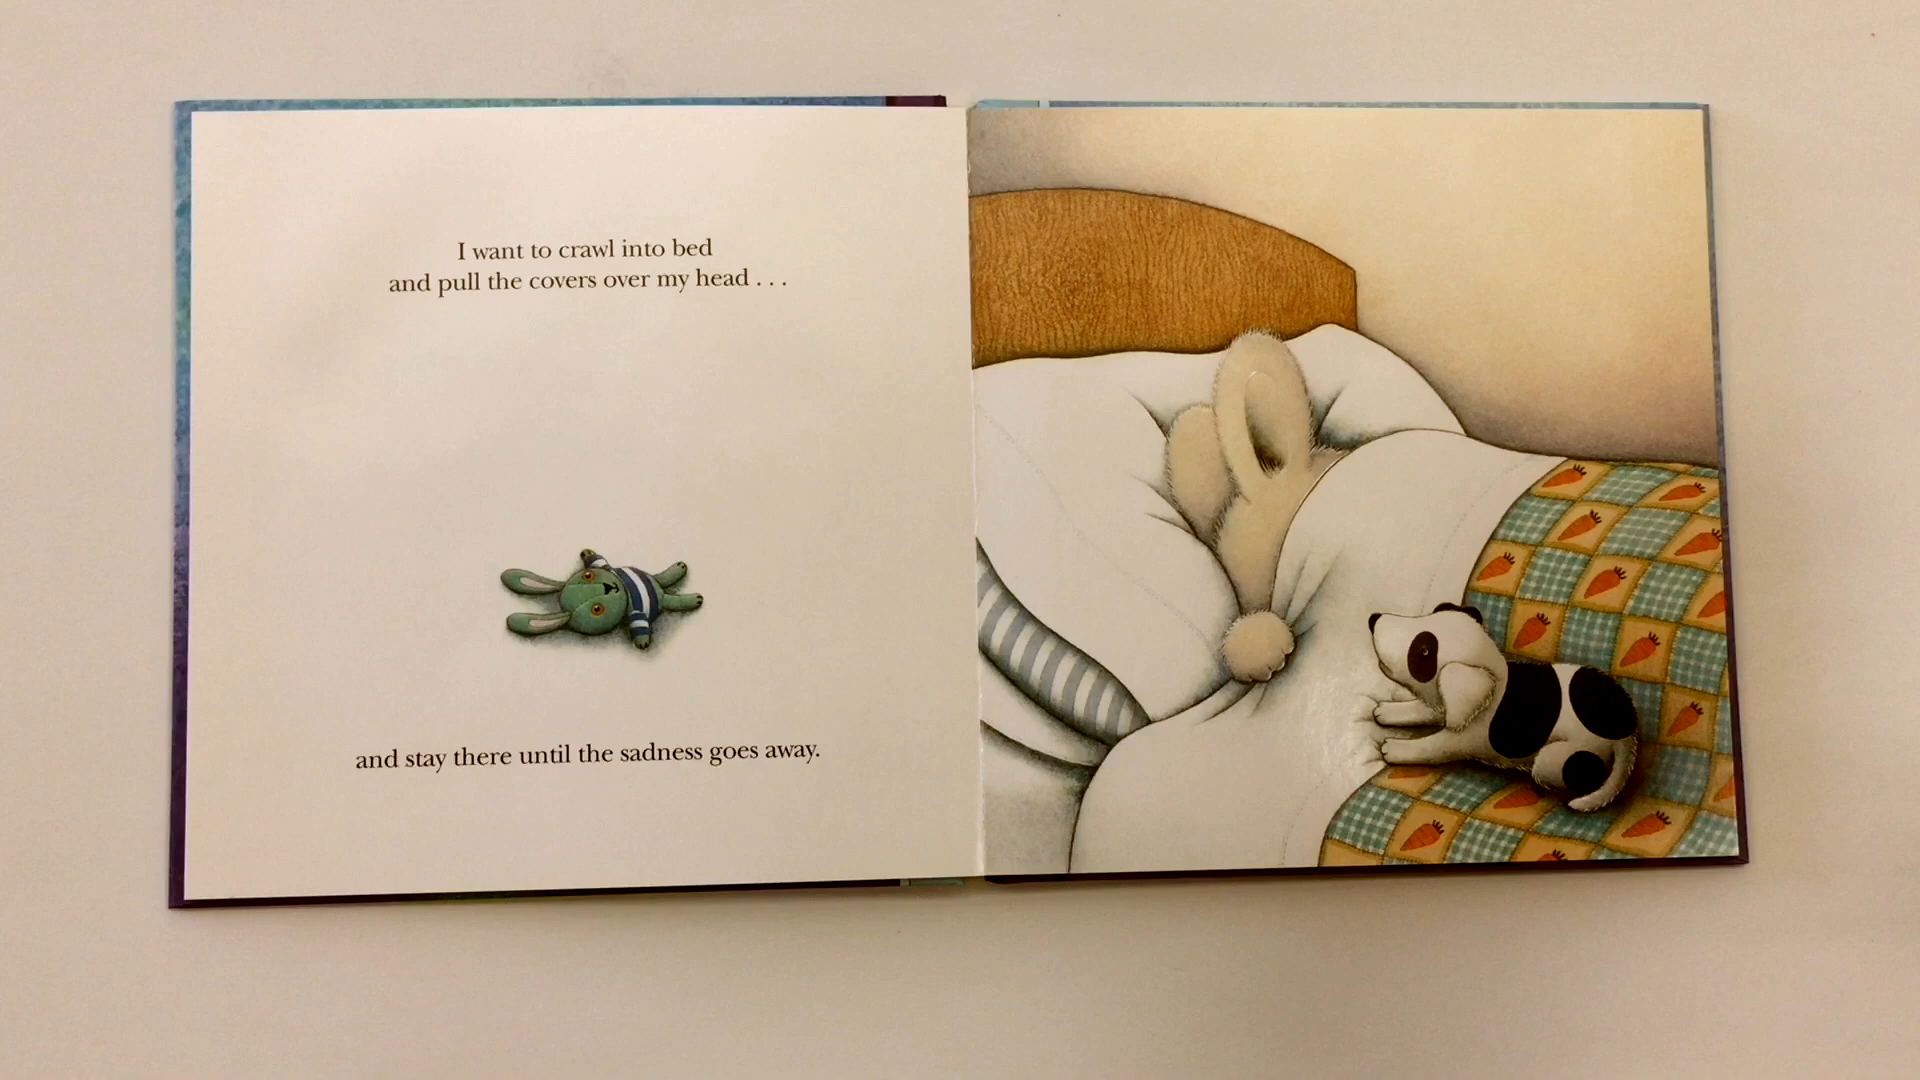 I want to crawl into bed
and pull the covers over my head . . .
and stay there until the sadness goes away.